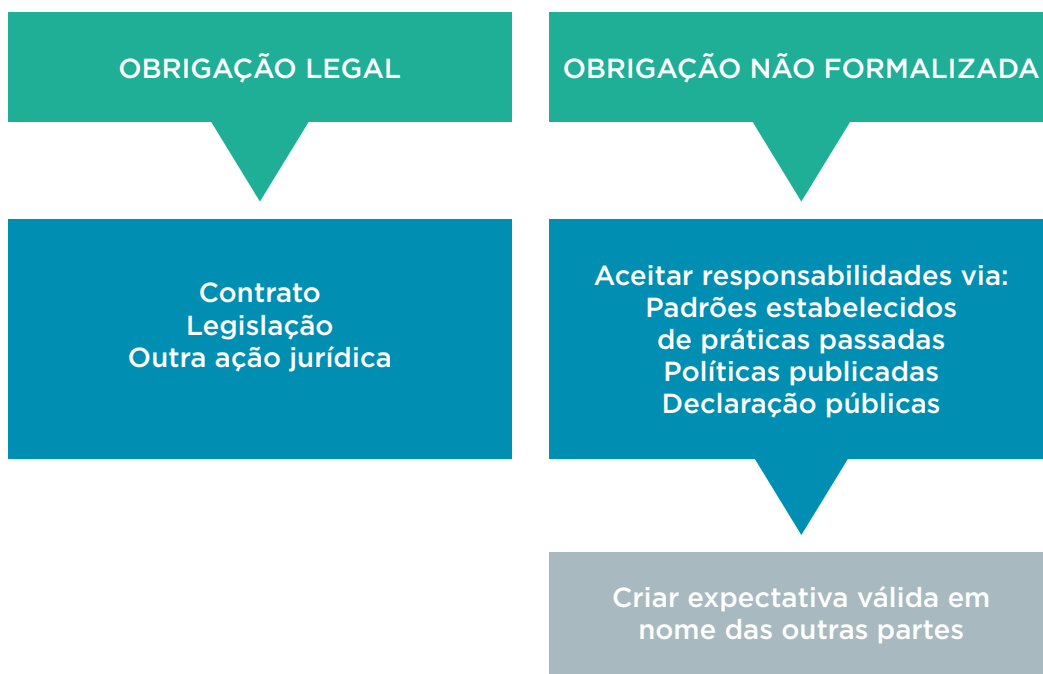 OBRIGAÇÃO LEGAL
Contrato
Legislação
Outra ação jurídica
OBRIGAÇÃO NÃO FORMALIZADA
Aceitar responsabilidades via:
Padrões estabelecidos
de práticas passadas
Políticas publicadas
Declaração públicas
Criar expectativa válida em
nome das outras partes